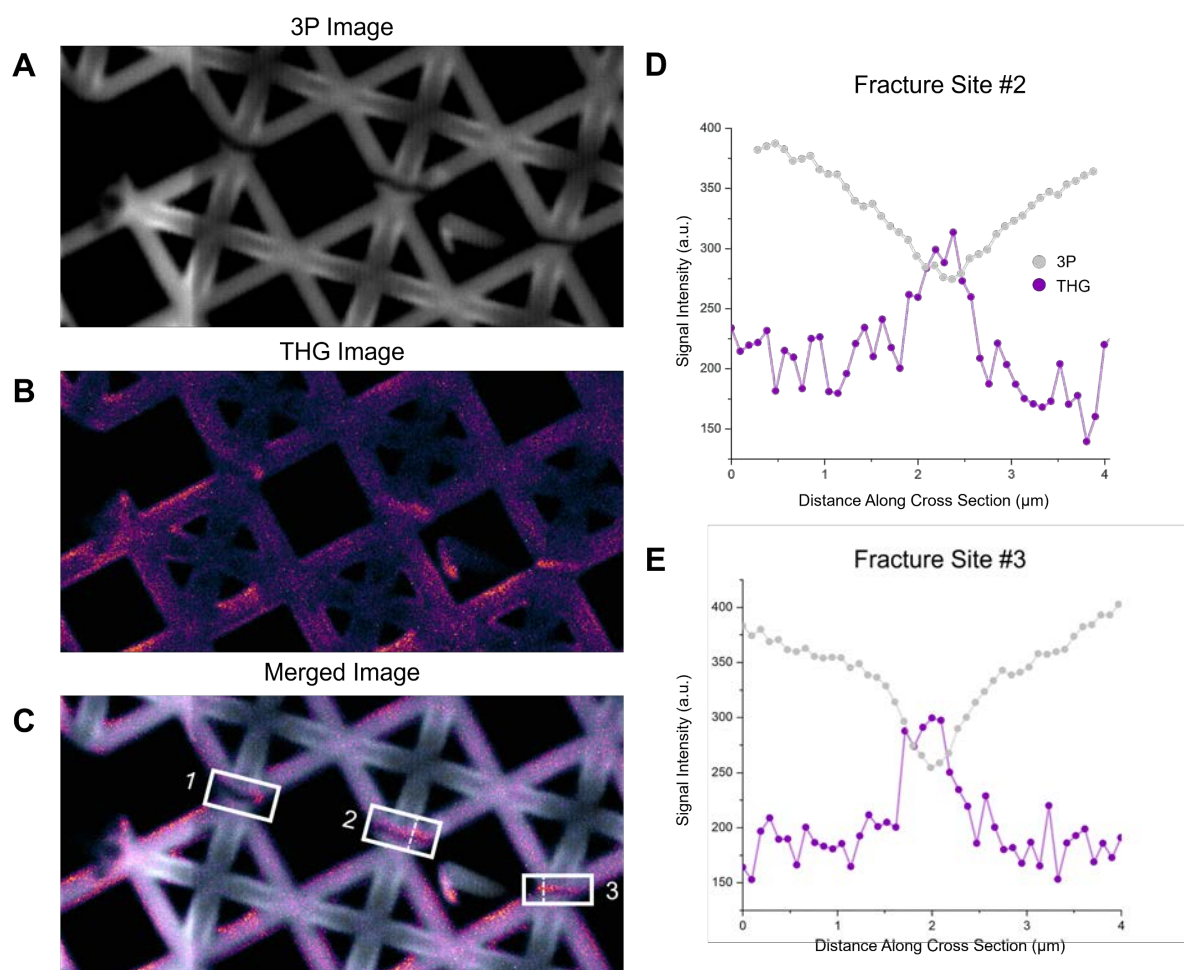 3P Image
A
THG Image
B
Merged Image
C
1
2
3
D
Fracture Site #2
400
350
300
250
200
150
Signal Intensity (a.u.)
3P
THG
0
1
2
3
4
Distance Along Cross Section (μm)
E
Fracture Site #3
400
350
300
250
200
150
Signal Intensity (a.u.)
0
1
2
3
4
Distance Along Cross Section (μm)